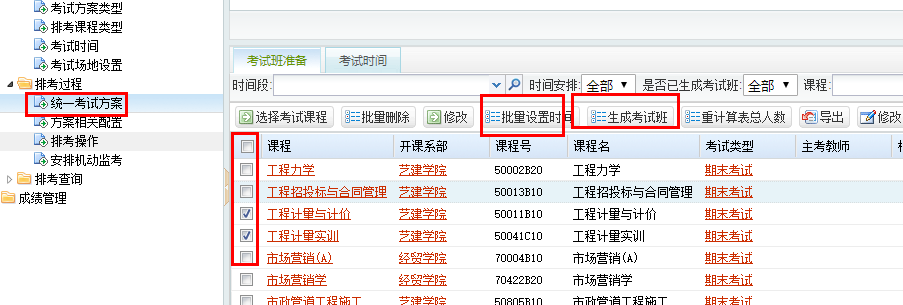 考试方案类型
排考课程类型
考试时间
考试场地设置
排考过程
统一考试方案
方案相关配置
排考操作
安排机动监考
排考查询
成绩管理
考试班准备 考试时间
时间段: 时间安排: 全部 是否已生成考试班: 全部 课程:
选择考试课程 批量删除 修改 批量设置时间 生成考试班 重计算表总人数 导出 修改
课程 开课系部 课程号 课程名 考试类型 主考教师
工程力学 艺建学院 50002B20 工程力学 期末考试
工程招投标与合同管理 艺建学院 50013B10 工程招投标与合同管理 期末考试
工程计量与计价 艺建学院 50011B10 工程计量与计价 期末考试
工程计量实训 艺建学院 50041C10 工程计量实训 期末考试
市场营销(A) 经贸学院 70004B10 市场营销(A) 期末考试
市场营销学 经贸学院 70422B20 市场营销学 期末考试
市政管道工程施工 艺建学院 50805B10 市政管道工程施工 期末考试